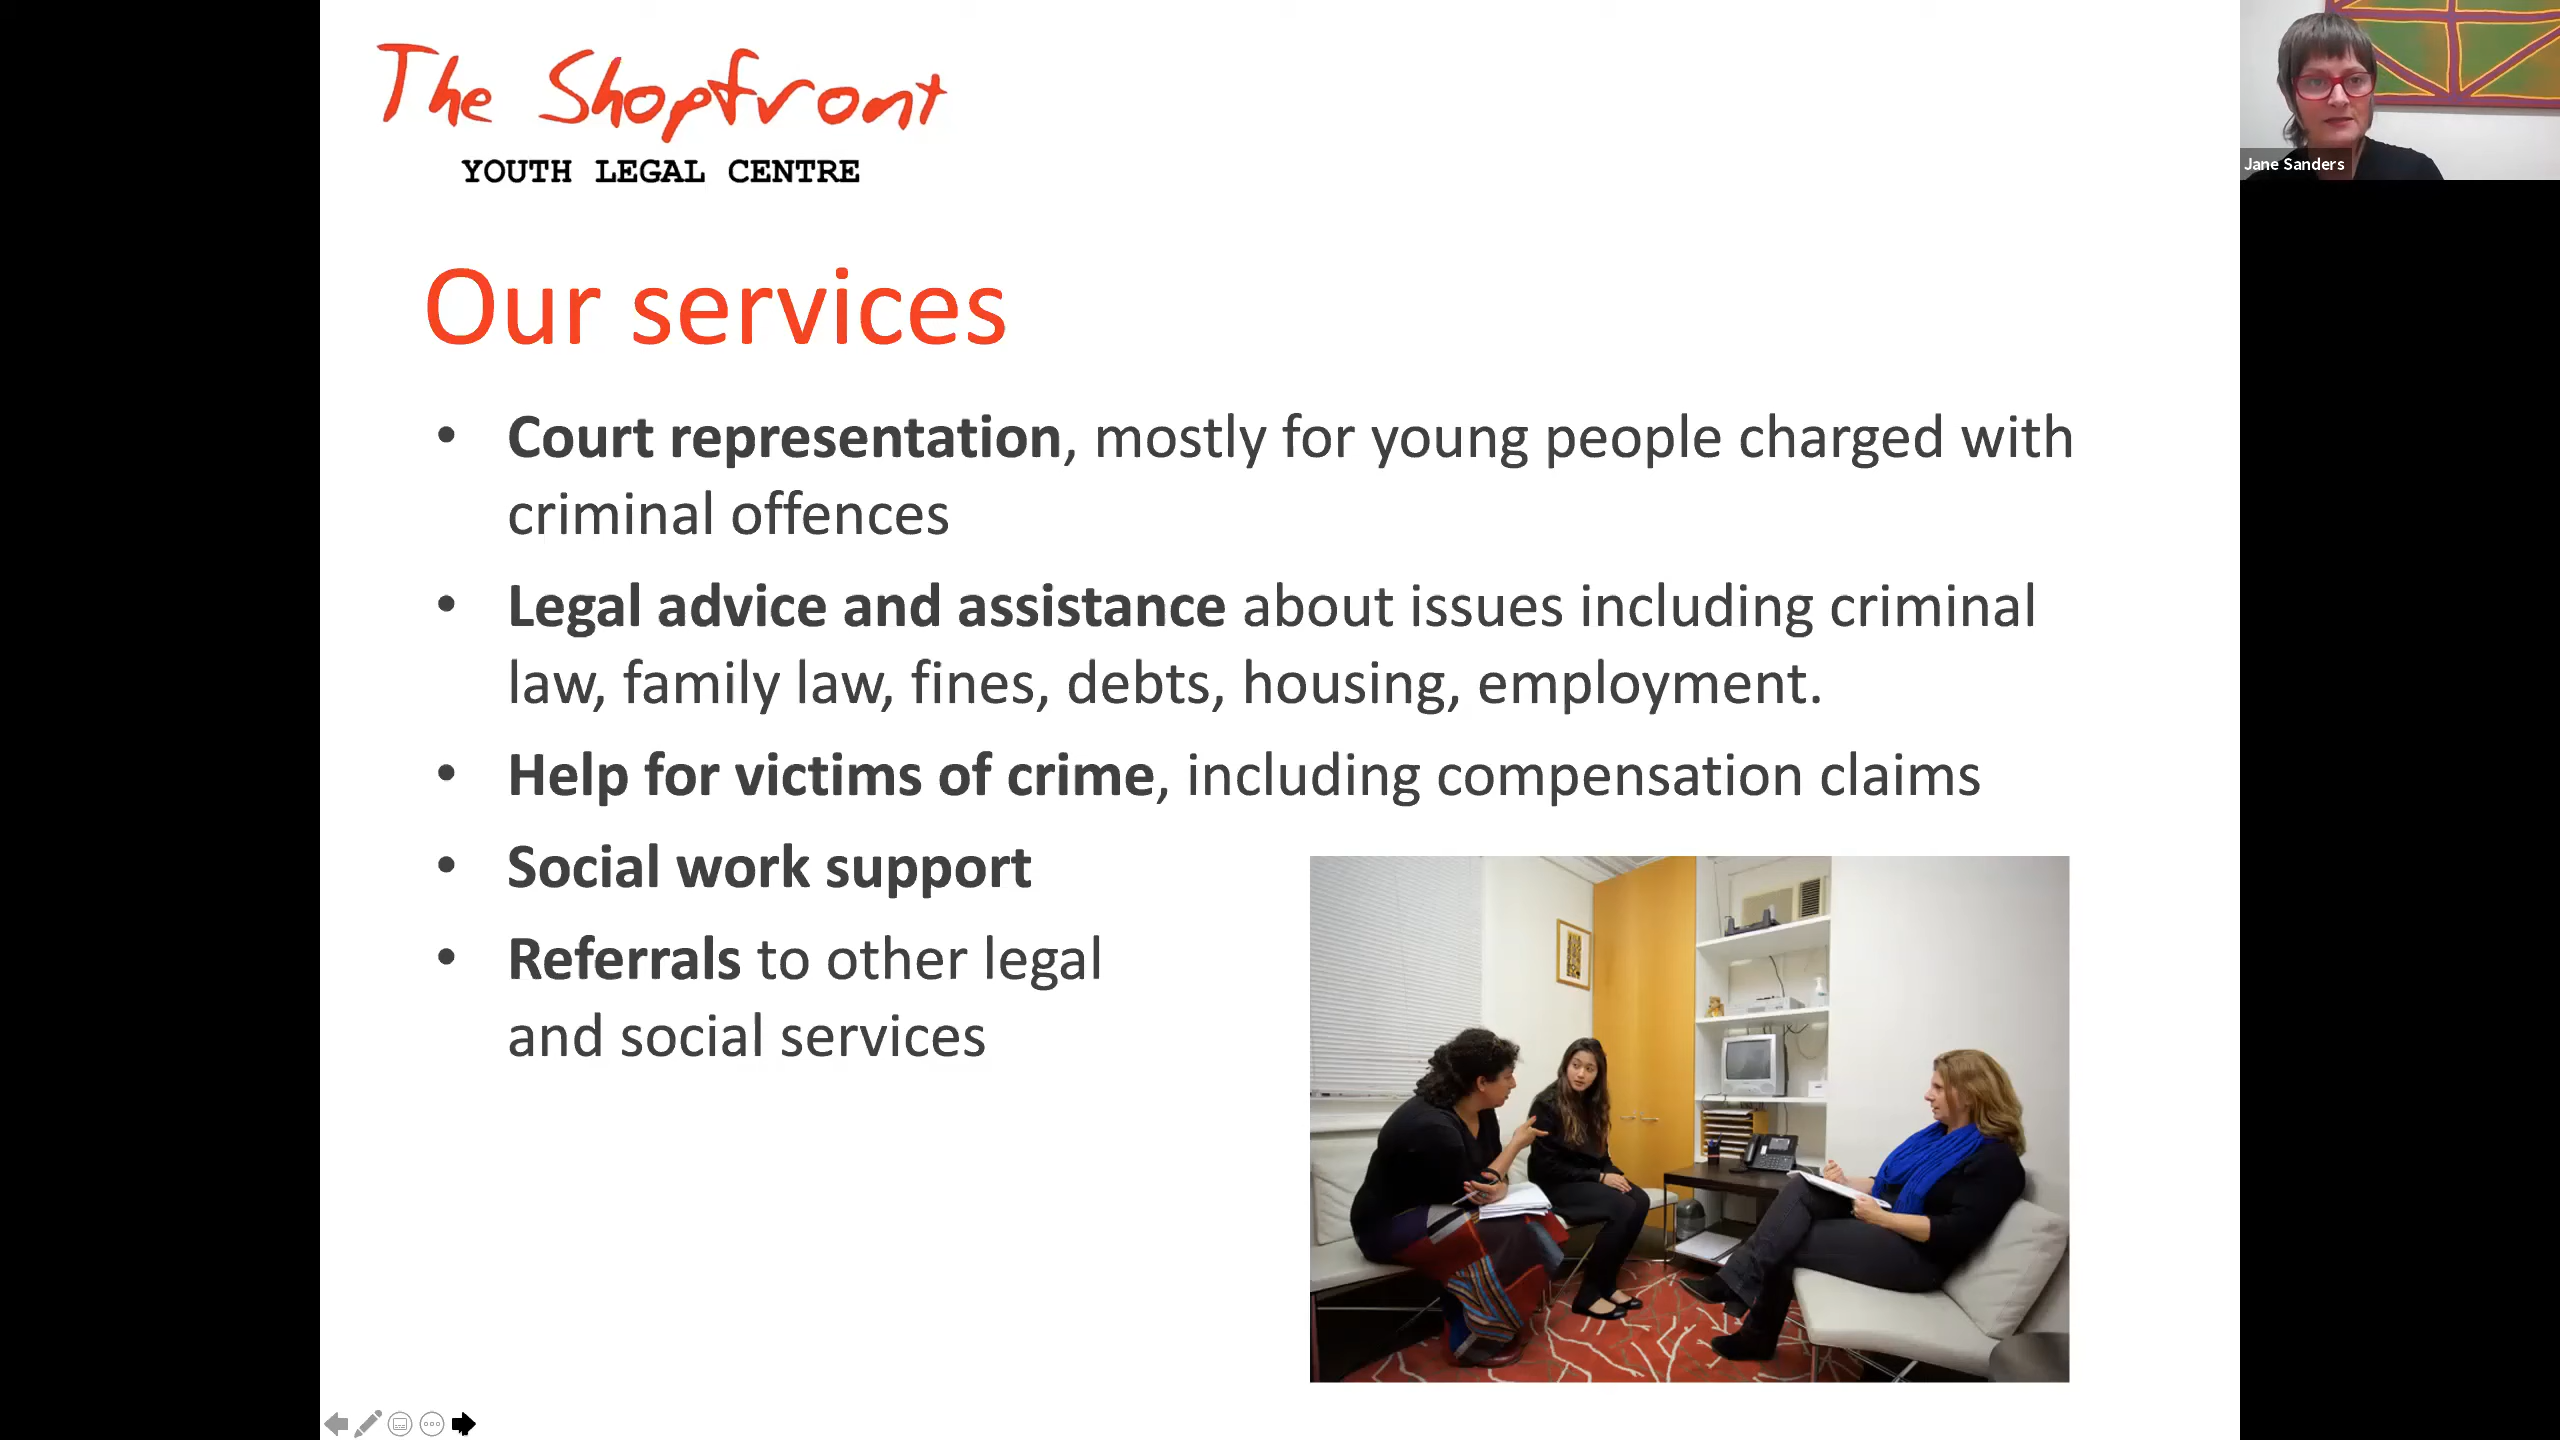 The Shopfront
YOUTH LEGAL CENTRE
Jane Sanders
Our services
• Court representation, mostly for young people charged with
criminal offences
• Legal advice and assistance about issues including criminal
law, family law, fines, debts, housing, employment.
• Help for victims of crime, including compensation claims
• Social work support
• Referrals to other legal
and social services